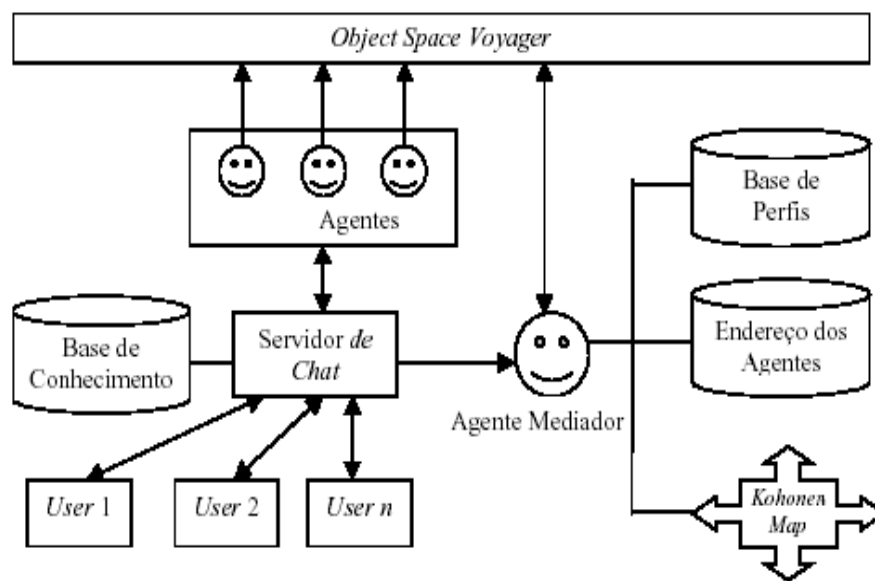 Object Space Voyager
Agentes
Base de
Perfis
Base de
Conhecimento
Servidor de
Chat
Agente Mediador
Endereço dos
Agentes
User 1
User 2
User n
Kohonen
Map